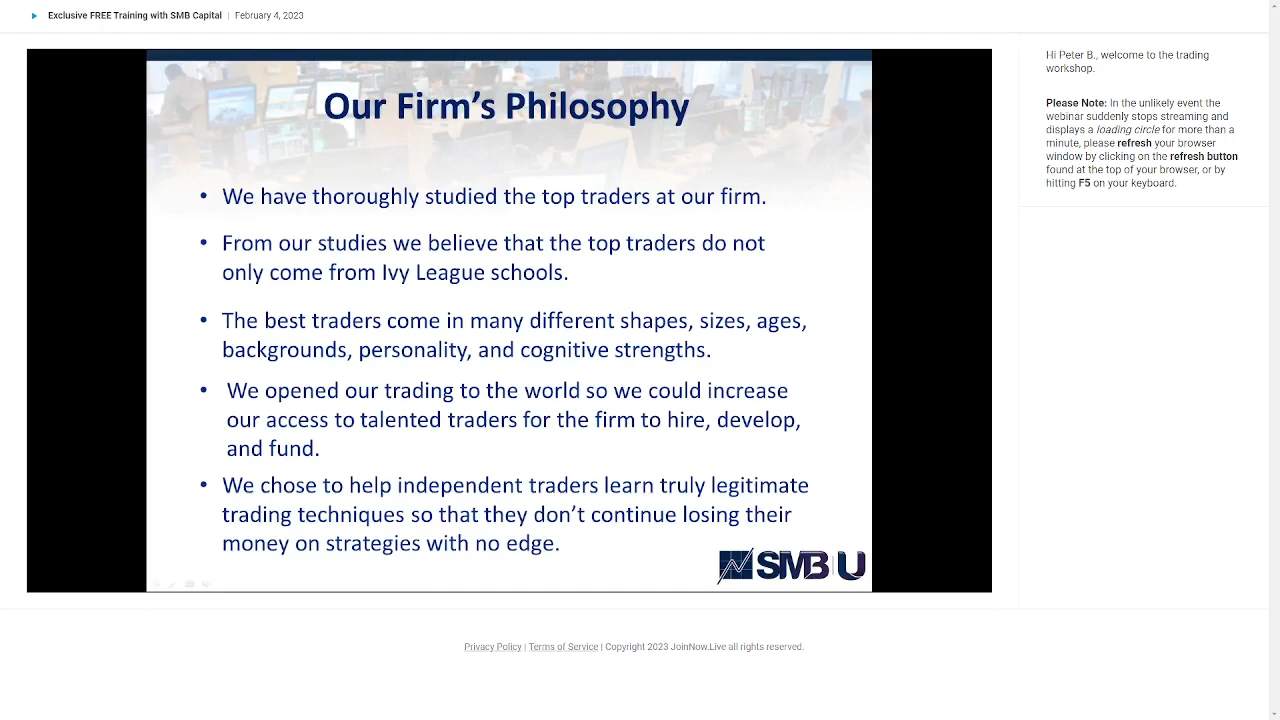 Exclusive FREE Training with SMB Capital | February 4, 2023
Our Firm's Philosophy
• We have thoroughly studied the top traders at our firm.
• From our studies we believe that the top traders do not
only come from Ivy League schools.
• The best traders come in many different shapes, sizes, ages,
backgrounds, personality, and cognitive strengths.
• We opened our trading to the world so we could increase
our access to talented traders for the firm to hire, develop,
and fund.
• We chose to help independent traders learn truly legitimate
trading techniques so that they don't continue losing their
money on strategies with no edge.
SMB U
Hi Peter B., welcome to the trading
workshop.
Please Note: In the unlikely event the
webinar suddenly stops streaming and
displays a loading circle for more than a
minute, please refresh your browser
window by clicking on the refresh button
found at the top of your browser, or by
hitting F5 on your keyboard.
Privacy Policy | Terms of Service | Copyright 2023 JoinNow.Live all rights reserved.